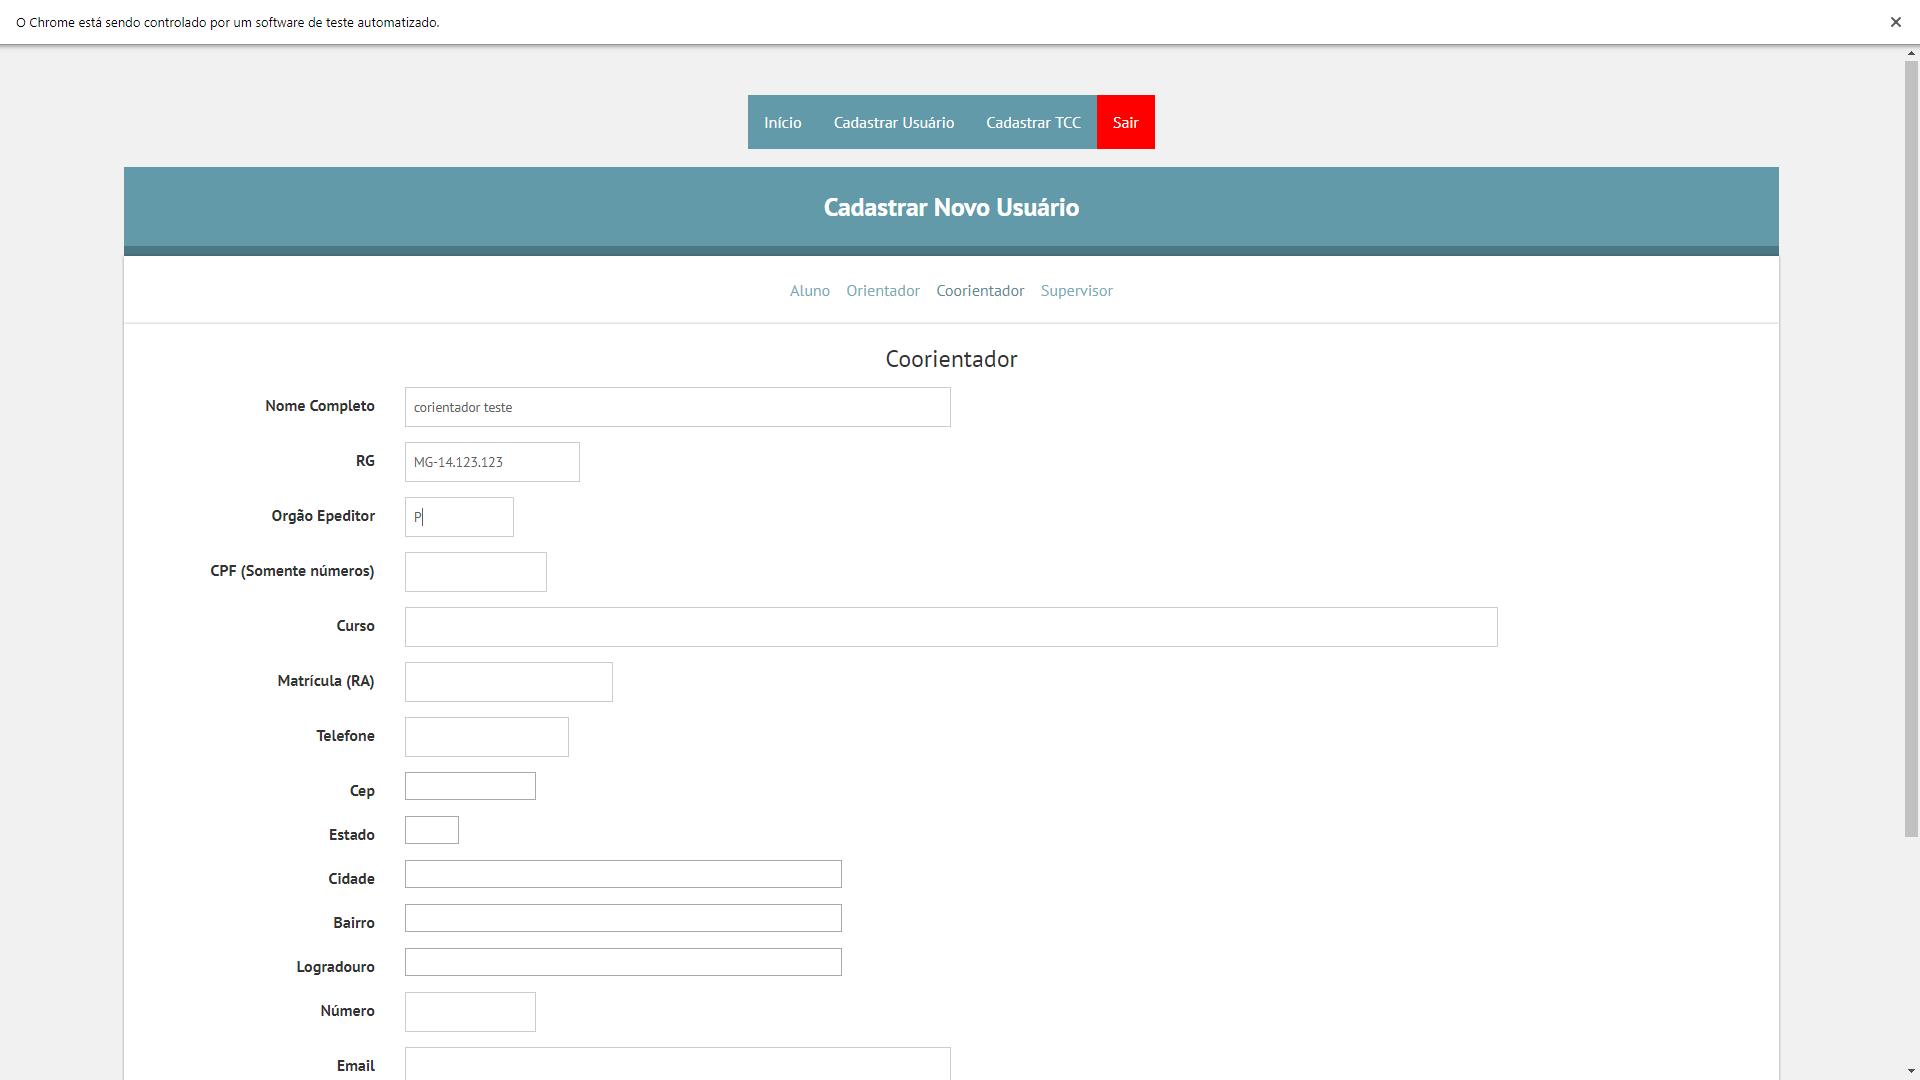 O Chrome está sendo controlado por um software de teste automatizado.
Início Cadastrar Usuário Cadastrar TCC Sair
Cadastrar Novo Usuário
Aluno Orientador Coorientador Supervisor
Coorientador
Nome Completo corientador teste
RG MG-14.123.123
Orgão Epeditor P
CPF (Somente números)
Curso
Matrícula (RA)
Telefone
Cep
Estado
Cidade
Bairro
Logradouro
Número
Email